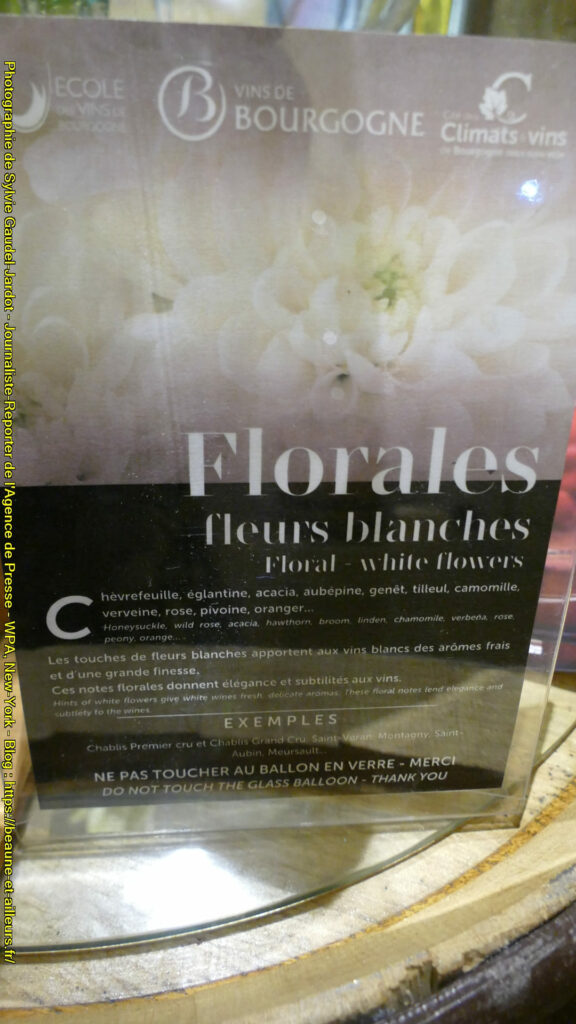 ECOLE
DES VINS DE
BOURGOGNE
VINS DE
BOURGOGNE
Climats & vins
de Bourgogne
Florales
fleurs blanches
Floral - white flowers
Chèvrefeuille, églantine, acacia, aubépine, genêt, tilleul, camomille,
verveine, rose, pivoine, oranger...
Honeysuckle, wild rose, acacia, hawthorn, broom, linden, chamomile, verbena, rose,
peony, orange...
Les touches de fleurs blanches apportent aux vins blancs des arômes frais
et d'une grande finesse.
Ces notes florales donnent élégance et subtilités aux vins.
Hints of white flowers give white wines fresh, delicate aromas. These floral notes lend elegance and
subtlety to the wines.
EXEMPLES
Chablis Premier cru et Chablis Grand Cru, Saint-Véran, Montagny, Saint-
Aubin, Meursault...
NE PAS TOUCHER AU BALLON EN VERRE - MERCI
DO NOT TOUCH THE GLASS BALLOON - THANK YOU
Photographie de Sylvie Gaudel-Jardot - Journaliste-Reporter de l'Agence de Presse - WPA. New-York - Blog : https://beaune-et-ailleurs.fr/